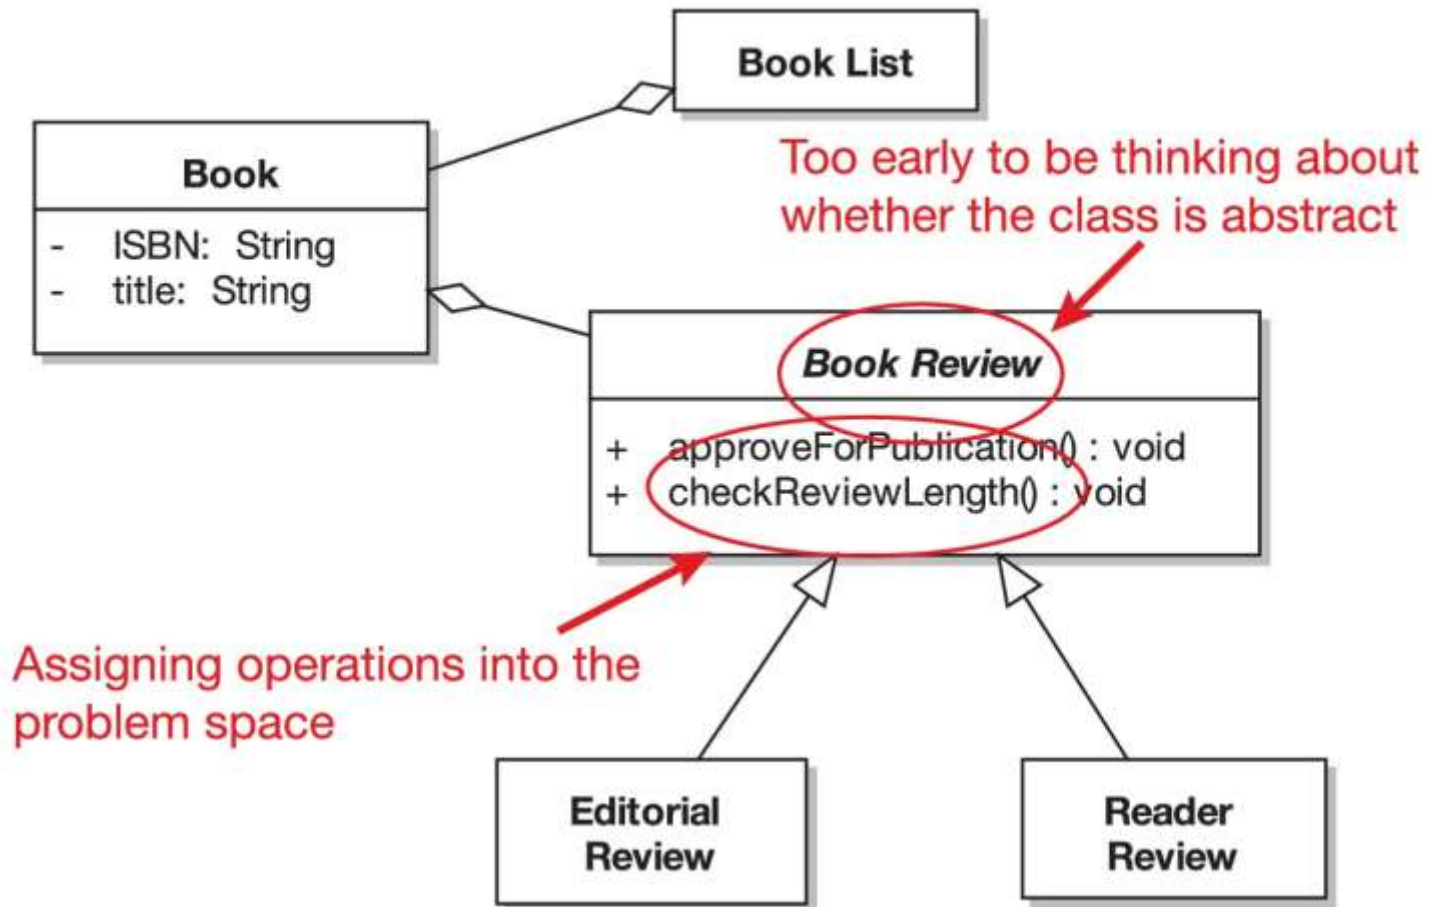 Book List
Book
- ISBN: String
- title: String
Too early to be thinking about
whether the class is abstract
Book Review
+ approveForPublication() : void
+ checkReviewLength() : void
Assigning operations into the
problem space
Editorial
Review
Reader
Review